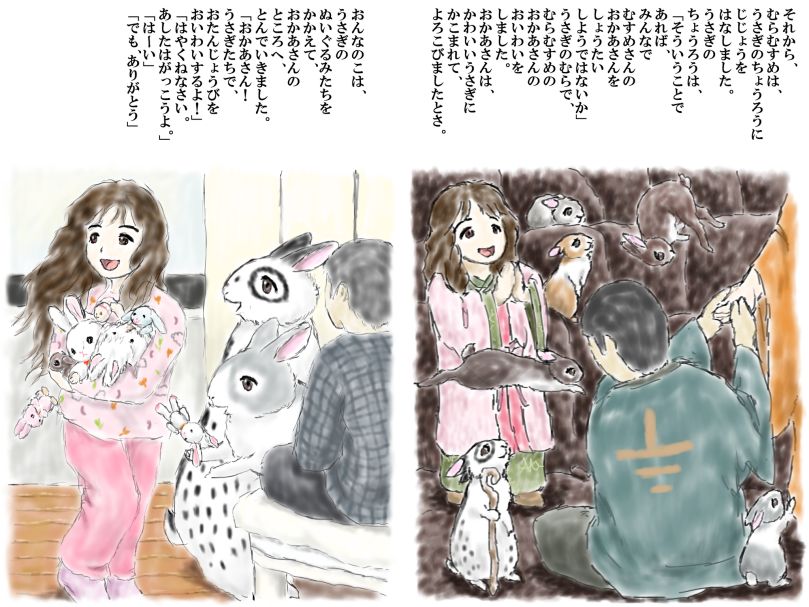 それから、
むらむすめは、
うさぎのちょうろうに
じじょうを
はなしました。
うさぎの
ちょうろうは、
「そういうことで
あれば、
みんなで
むすめさんの
おかあさんを
しょうたい
しようではないか」
うさぎのむらで、
むらむすめの
おかあさんの
おいわいを
しました。
おかあさんは、
かわいいうさぎに
かこまれて、
よろこびましたとさ。
おんなのこは、
うさぎの
ぬいぐるみたちを
かかえて、
おかあさんの
ところへ、
とんでいきました。
「おかあさん！
うさぎたちで、
おたんじょうびを
おいわいするよ！」
「はやくねなさい。
あしたはがっこうよ。」
「は〜い」
「でも、ありがとう」